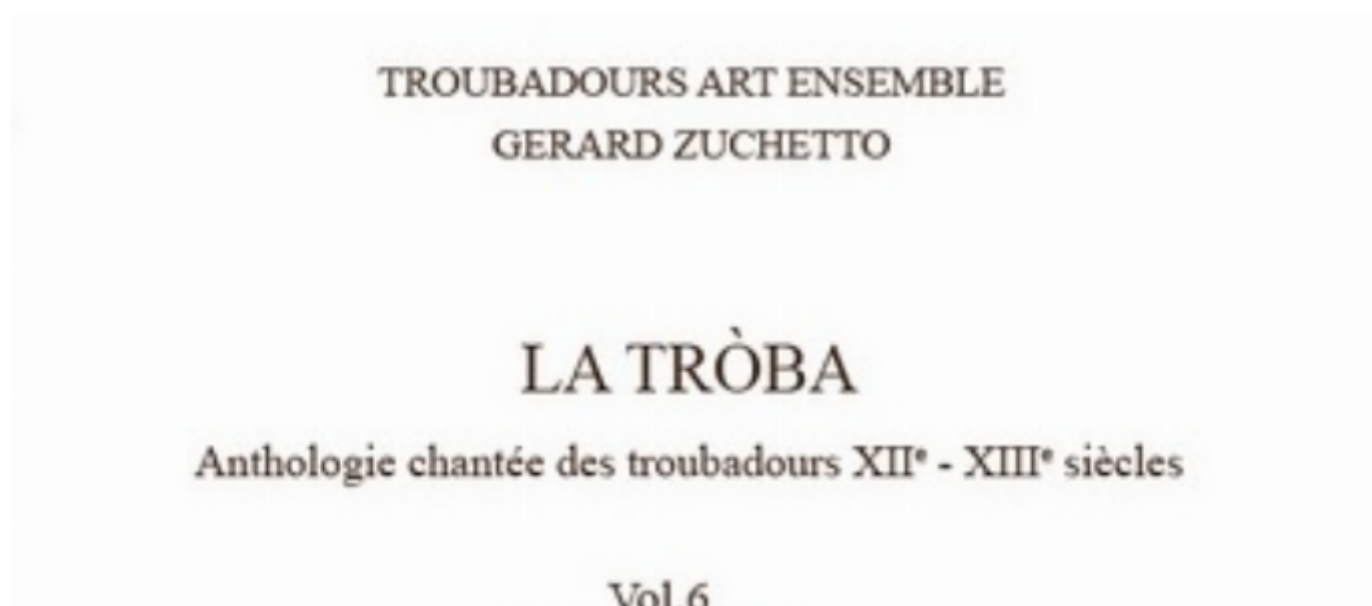 TROUBADOURS ART ENSEMBLE
GERARD ZUCHETTO
LA TRÒBA
Anthologie chantée des troubadours XIIᵉ - XIIIᵉ siècles
Vol.6